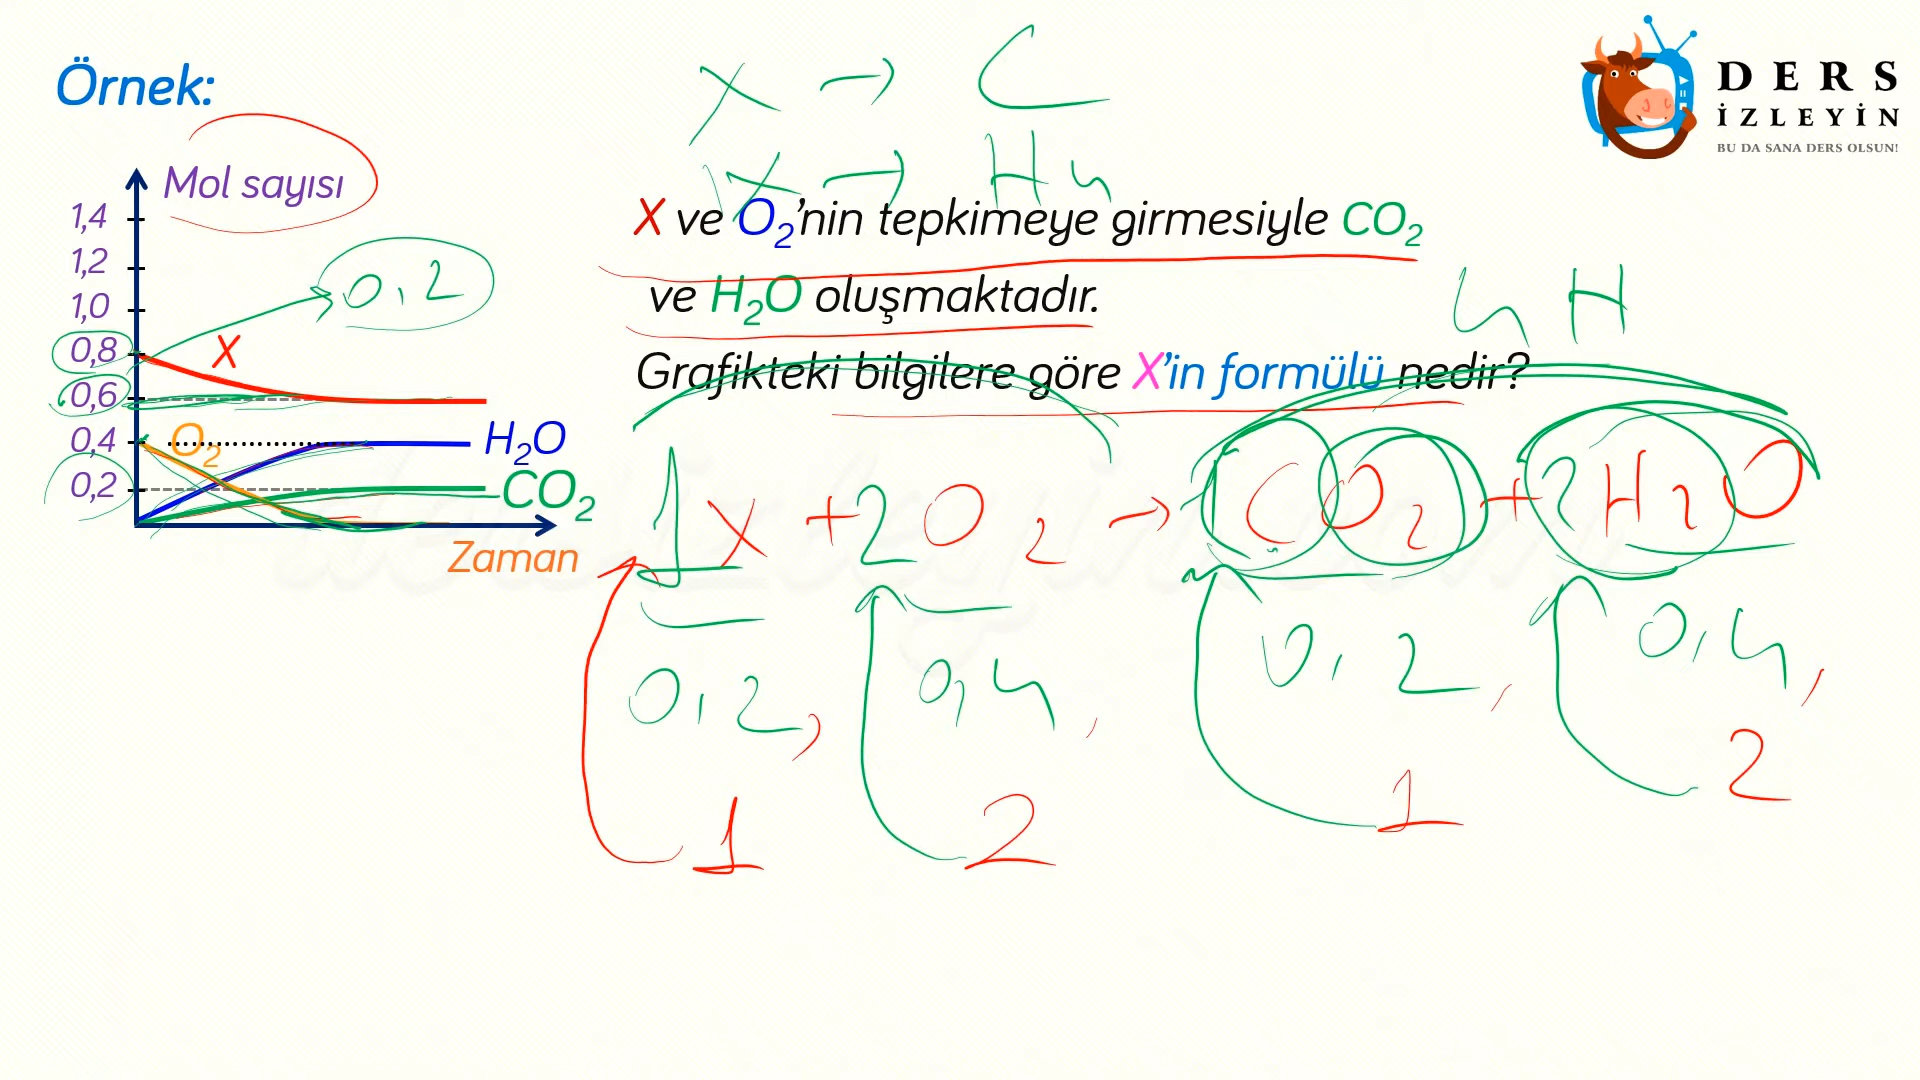 Örnek:
X → C
X → H4
DERS
İZLEYİN
BU DA SANA DERS OLSUN!
Mol sayısı
1,4
1,2
1,0
0,8
0,6
0,4
0,2
0,2
X
O2
H2O
CO2
Zaman
X ve O2’nin tepkimeye girmesiyle CO2
ve H2O oluşmaktadır.
4 H
Grafikteki bilgilere göre X’in formülü nedir?
1X + 2O2 → CO2 + 2H2O
0,2, 0,4, 0,2, 0,4,
1 2 1 2